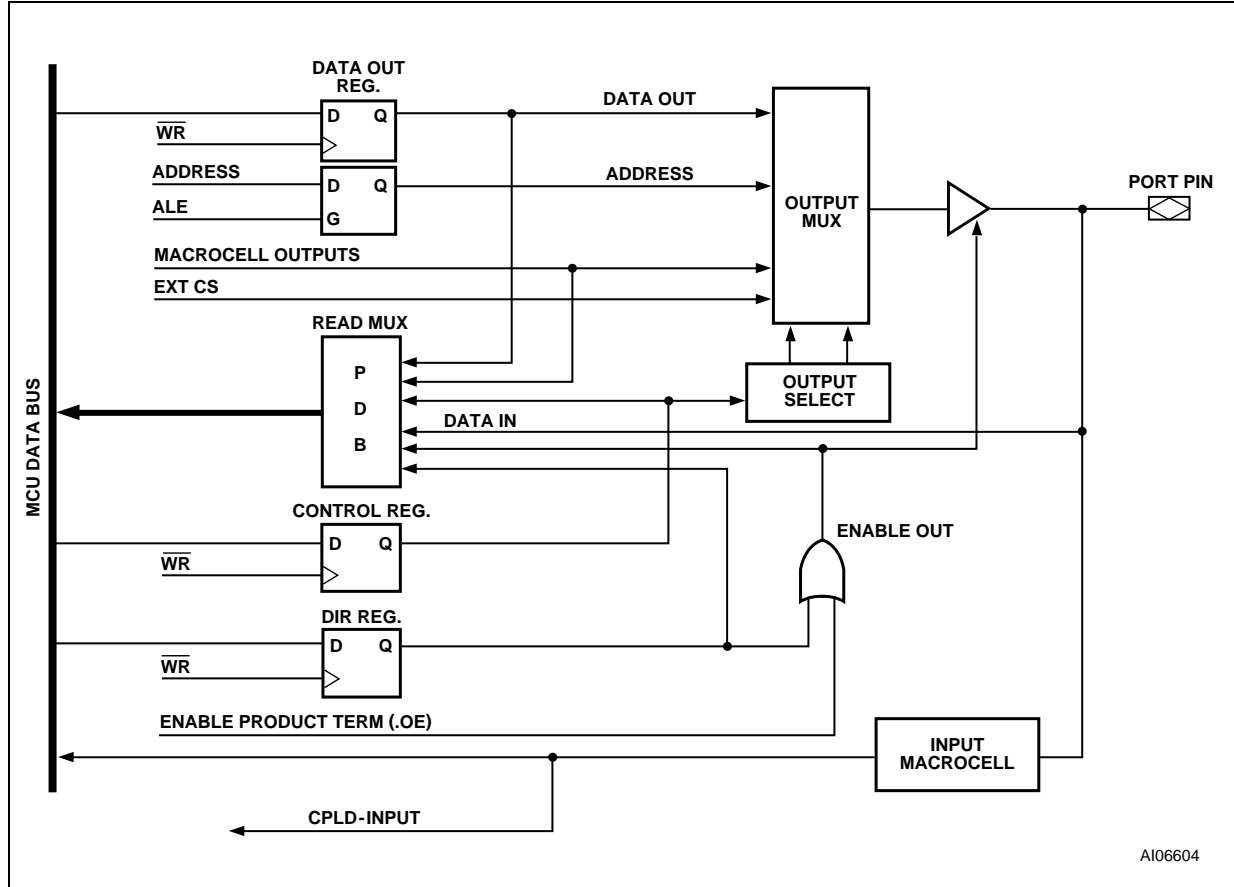 DATA OUT
REG.
D Q
WR
DATA OUT
ADDRESS
ALE
D Q
G
ADDRESS
OUTPUT
MUX
PORT PIN
MACROCELL OUTPUTS
EXT CS
READ MUX
P
D
B
OUTPUT
SELECT
DATA IN
MCU DATA BUS
CONTROL REG.
D Q
WR
ENABLE OUT
DIR REG.
D Q
WR
ENABLE PRODUCT TERM (.OE)
INPUT
MACROCELL
CPLD-INPUT
AI06604